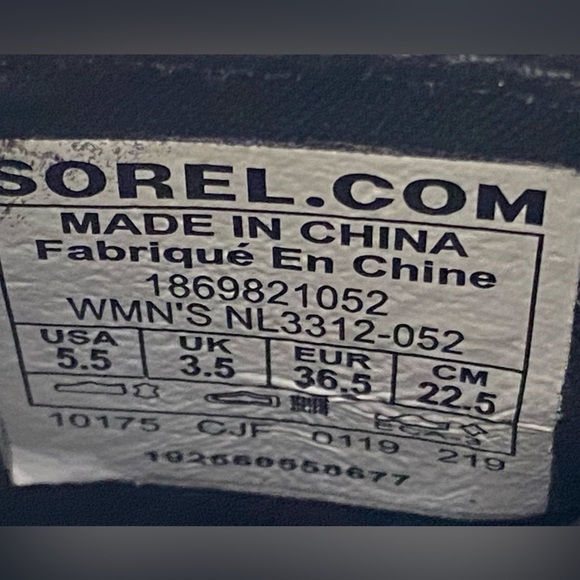 SOREL.COM
MADE IN CHINA
Fabriqué En Chine
1869821052
WMN'S NL3312-052
USA UK EUR CM
5.5 3.5 36.5 22.5
10175 CJF 0119 219